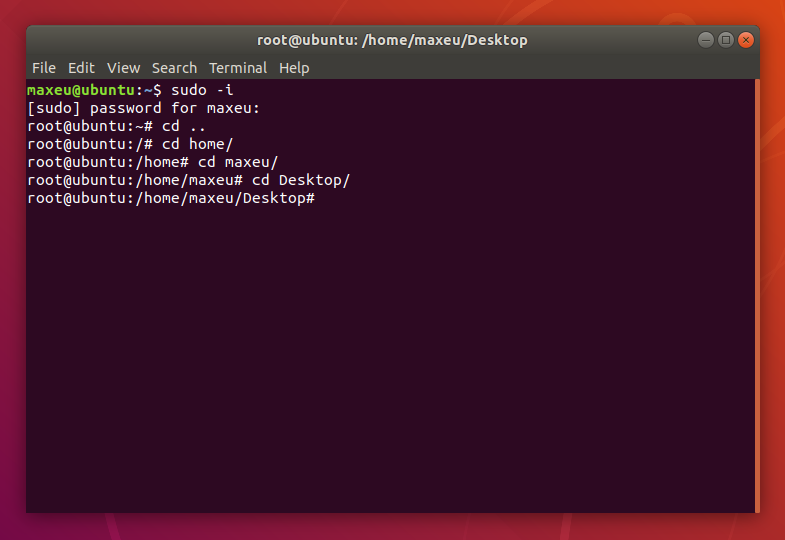 root@ubuntu: /home/maxeu/Desktop
File Edit View Search Terminal Help
maxeu@ubuntu:~$ sudo -i
[sudo] password for maxeu:
root@ubuntu:~# cd ..
root@ubuntu:/# cd home/
root@ubuntu:/home# cd maxeu/
root@ubuntu:/home/maxeu# cd Desktop/
root@ubuntu:/home/maxeu/Desktop#